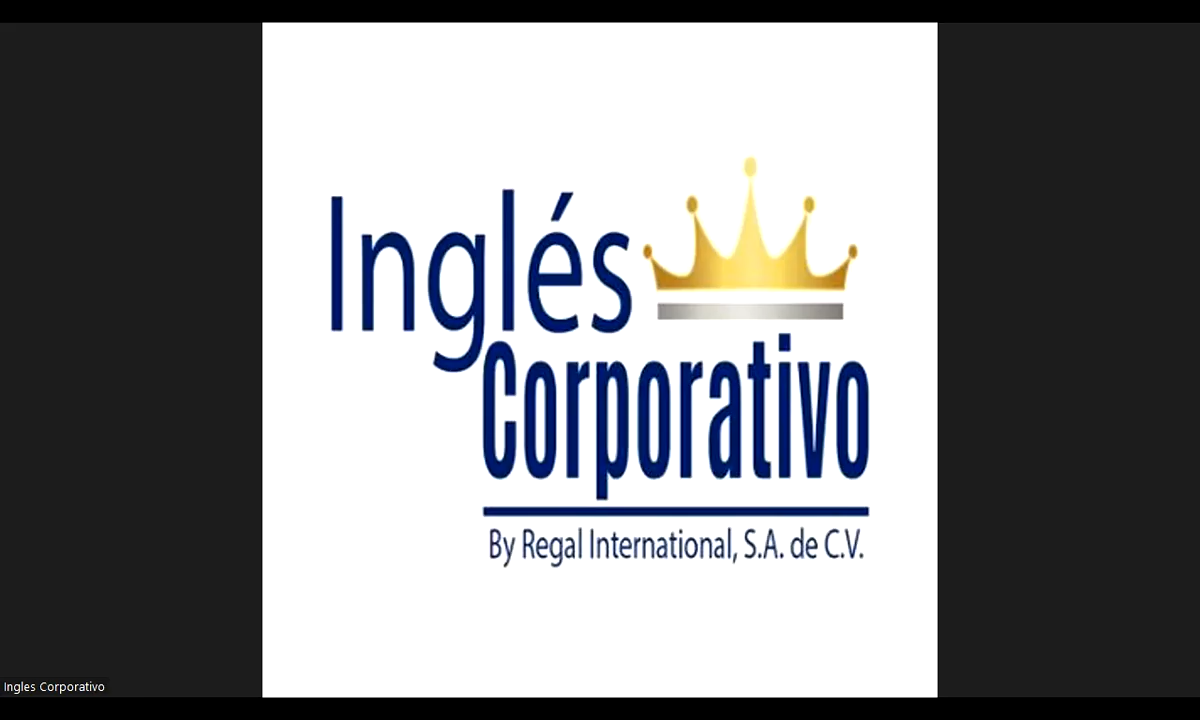 Inglés
Corporativo
By Regal International, S.A. de C.V.
Ingles Corporativo